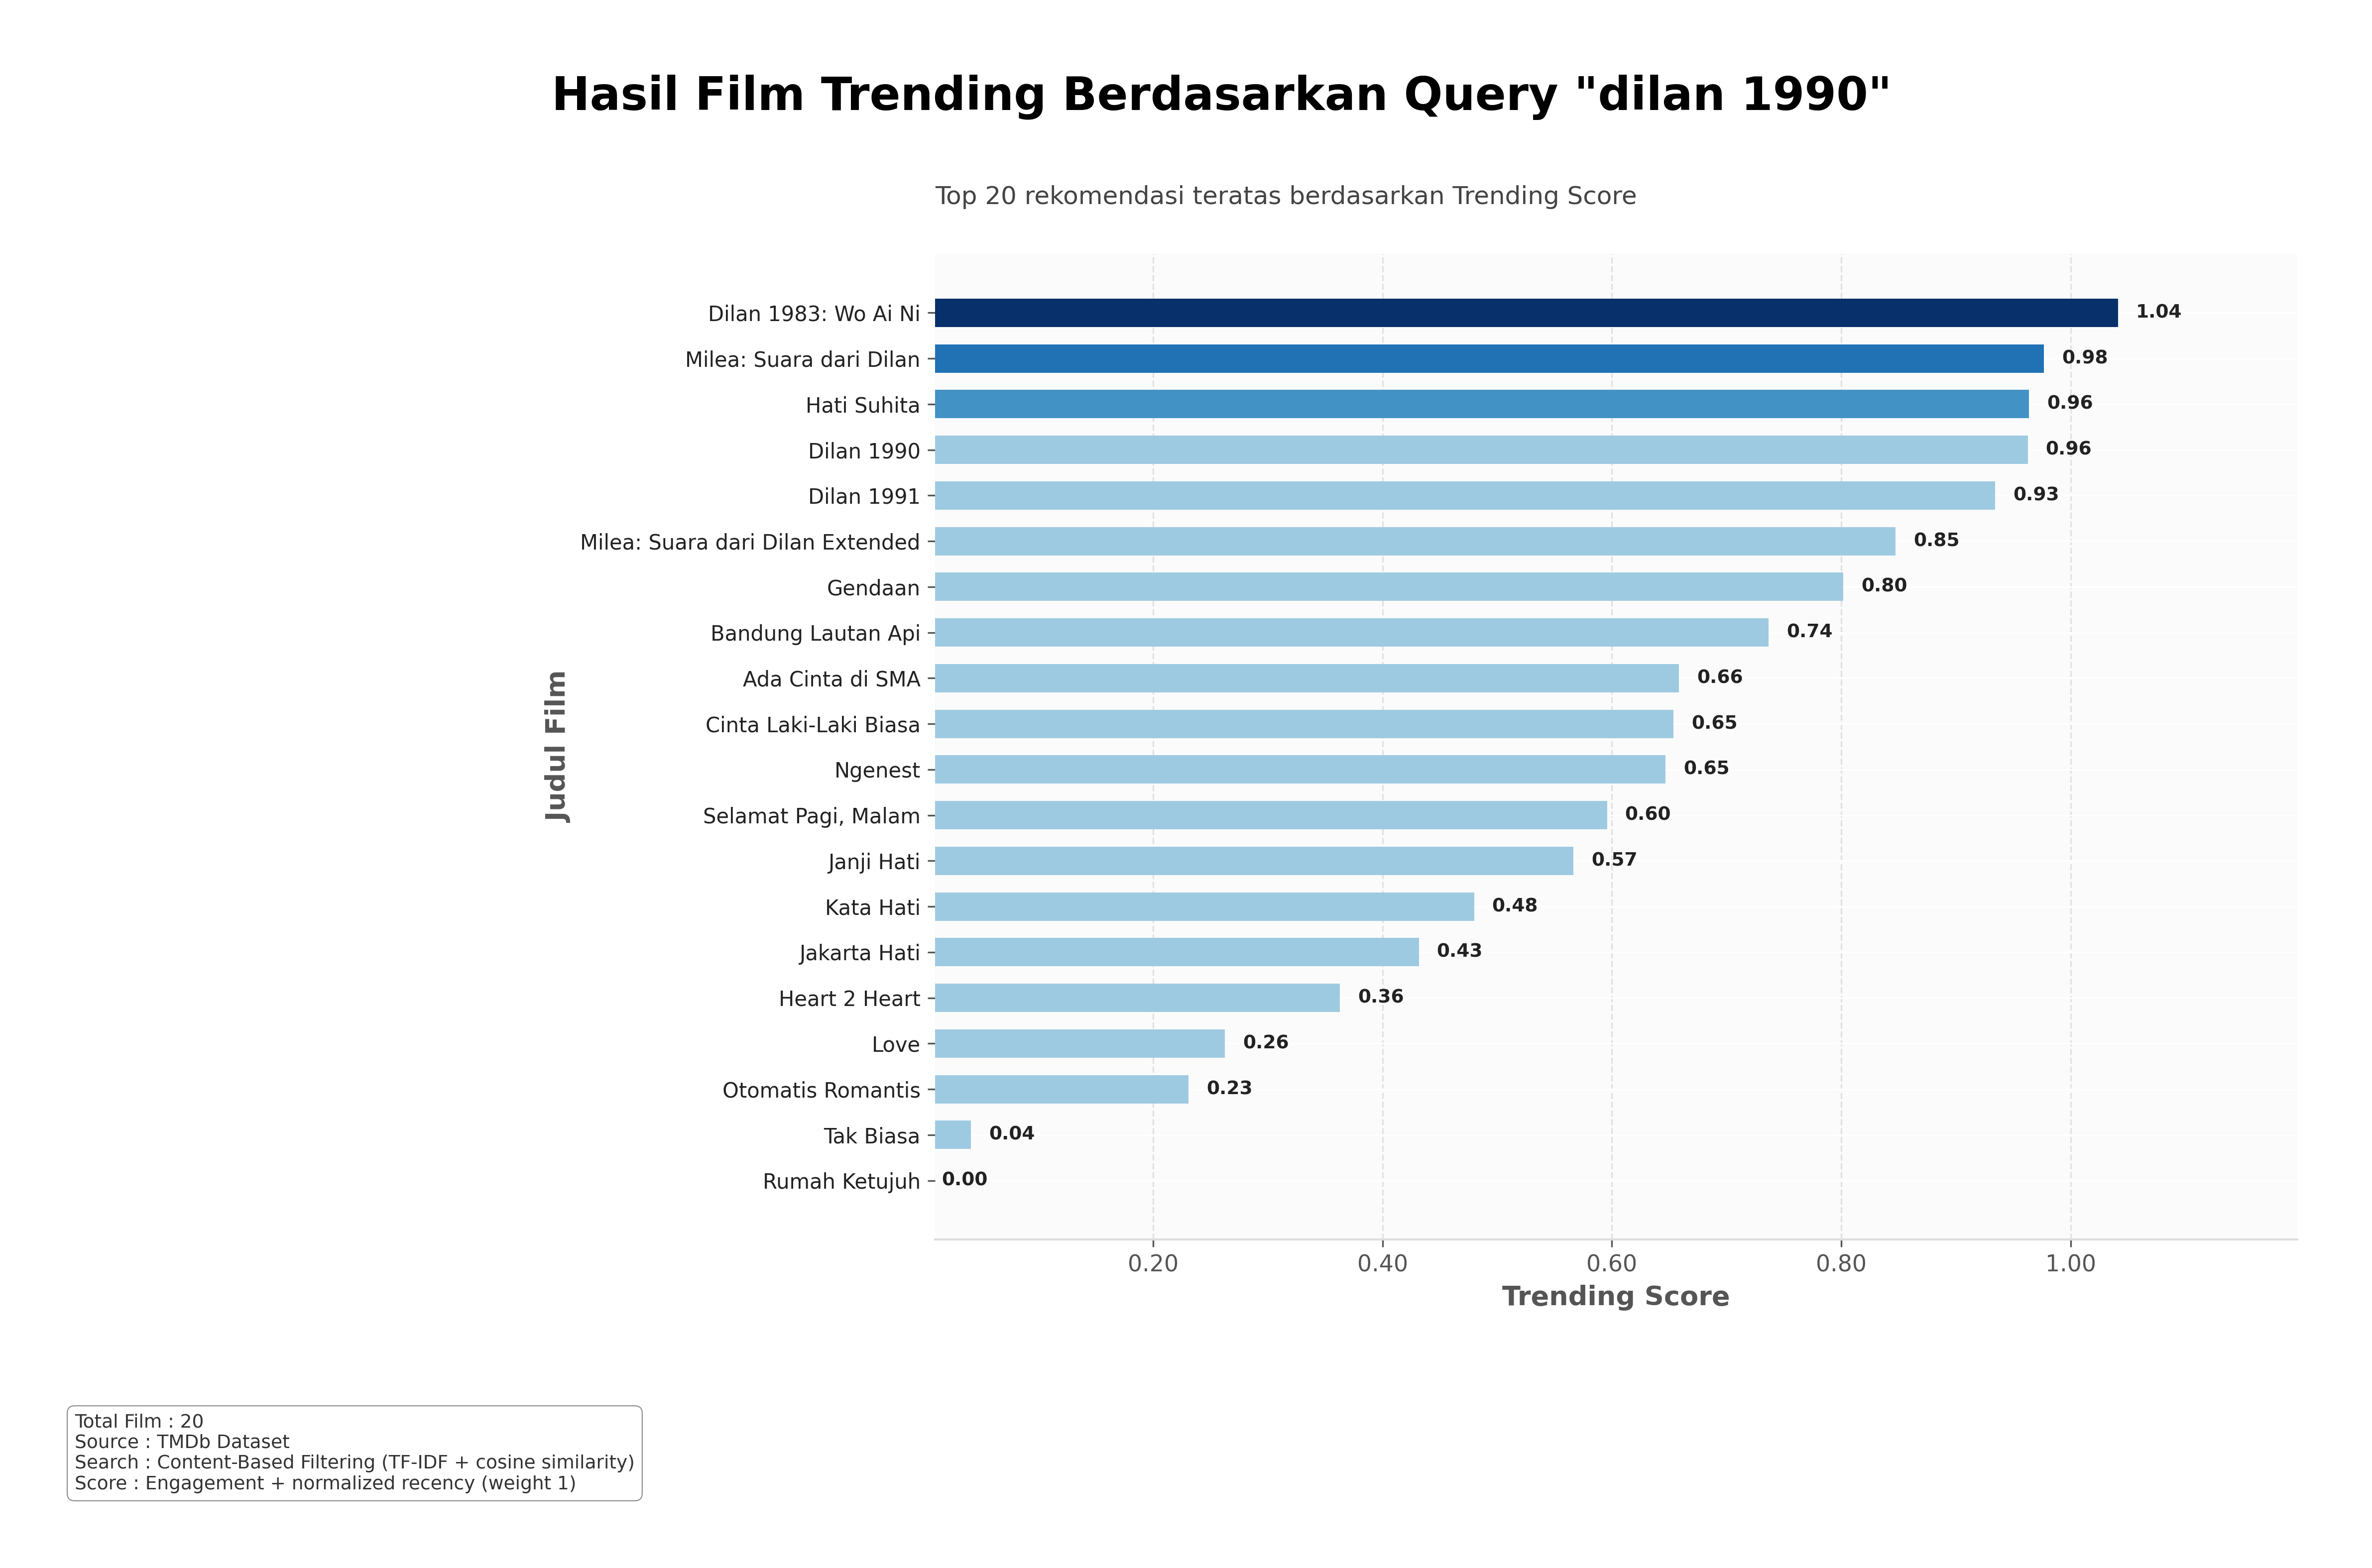 Hasil Film Trending Berdasarkan Query "dilan 1990"
Top 20 rekomendasi teratas berdasarkan Trending Score
Judul Film
Dilan 1983: Wo Ai Ni 1.04
Milea: Suara dari Dilan 0.98
Hati Suhita 0.96
Dilan 1990 0.96
Dilan 1991 0.93
Milea: Suara dari Dilan Extended 0.85
Gendaan 0.80
Bandung Lautan Api 0.74
Ada Cinta di SMA 0.66
Cinta Laki-Laki Biasa 0.65
Ngenest 0.65
Selamat Pagi, Malam 0.60
Janji Hati 0.57
Kata Hati 0.48
Jakarta Hati 0.43
Heart 2 Heart 0.36
Love 0.26
Otomatis Romantis 0.23
Tak Biasa 0.04
Rumah Ketujuh 0.00
0.20 0.40 0.60 0.80 1.00
Trending Score
Total Film : 20
Source : TMDb Dataset
Search : Content-Based Filtering (TF-IDF + cosine similarity)
Score : Engagement + normalized recency (weight 1)